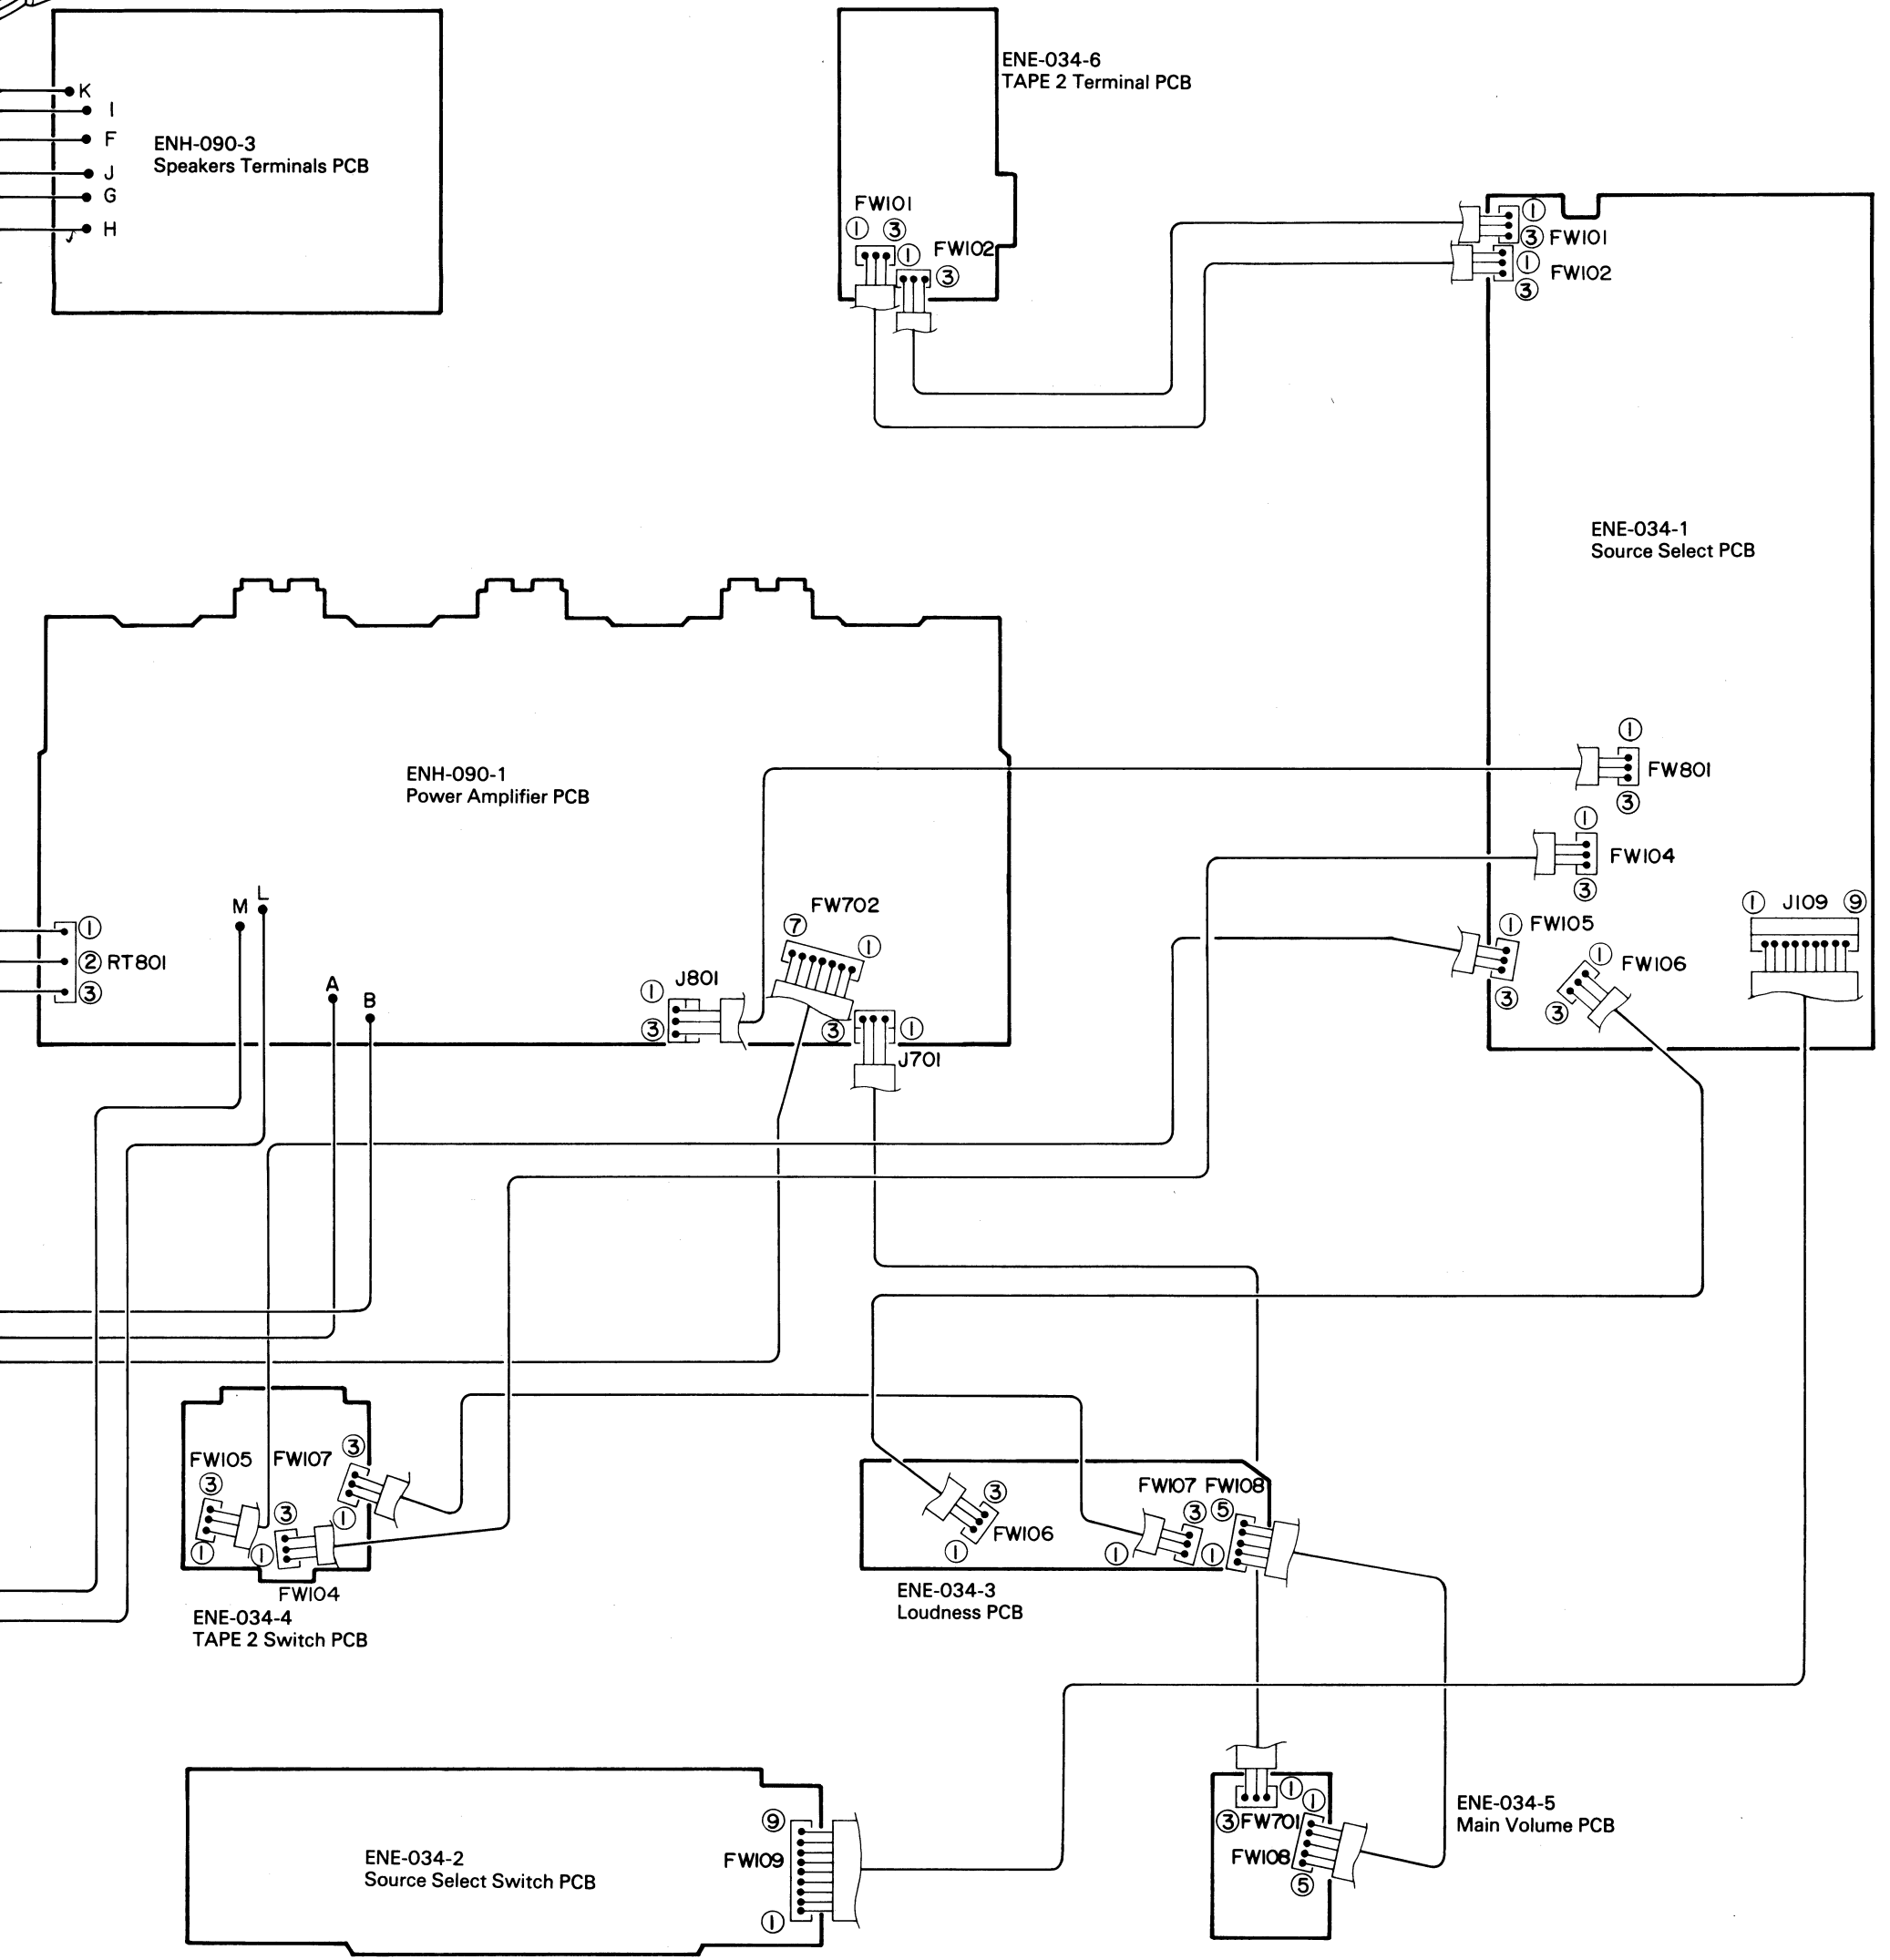 K
I
F
J
G
H
ENH-090-3
Speakers Terminals PCB
ENE-034-6
TAPE 2 Terminal PCB
FW101
① ③
FW102
① ③
①
③ FW101
①
FW102
③
ENE-034-1
Source Select PCB
ENH-090-1
Power Amplifier PCB
①
FW801
③
①
FW104
③
M L
A
B
①
② RT801
③
FW702
⑦ ①
J801
①
③
③ ①
J701
① FW105
③
① FW106
③
① J109 ⑨
FW105
③
①
FW107
③
①
③
①
FW104
ENE-034-4
TAPE 2 Switch PCB
③
FW106
①
FW107 FW108
③ ⑤
① ①
ENE-034-3
Loudness PCB
ENE-034-2
Source Select Switch PCB
⑨
FW109
①
①
③ FW701
①
FW108
⑤
ENE-034-5
Main Volume PCB